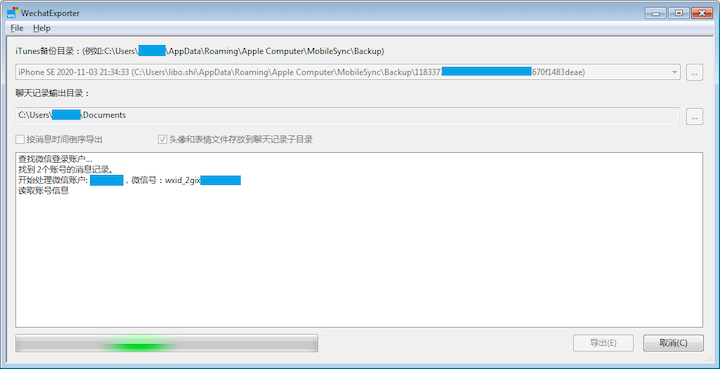 WechatExporter
File Help
iTunes备份目录：(例如:C:\Users\ \AppData\Roaming\Apple Computer\MobileSync\Backup)
iPhone SE 2020-11-03 21:34:33 (C:\Users\libo.shi\AppData\Roaming\Apple Computer\MobileSync\Backup\118337 670f1483deae) ...
聊天记录输出目录：
C:\Users\ \Documents ...
按消息时间倒序导出 头像和表情文件存放到聊天记录子目录
查找微信登录账户...
找到 2个账号的消息记录。
开始处理微信账户: ，微信号：wxid_2gix
读取账号信息
导出(E) 取消(C)